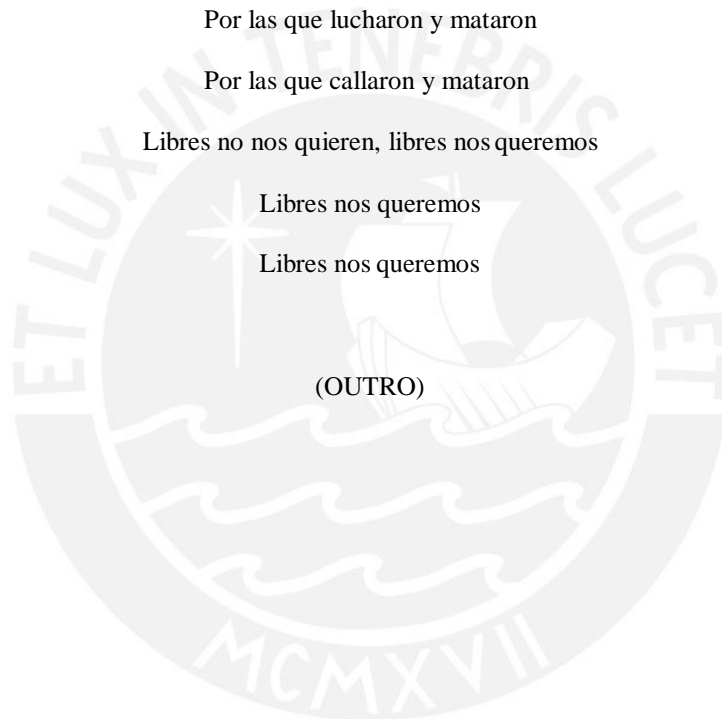 Por las que lucharon y mataron
Por las que callaron y mataron
Libres no nos quieren, libres nos queremos
Libres nos queremos
Libres nos queremos
(OUTRO)
ET LUX IN TENEBRIS LUCET
MCMXVII